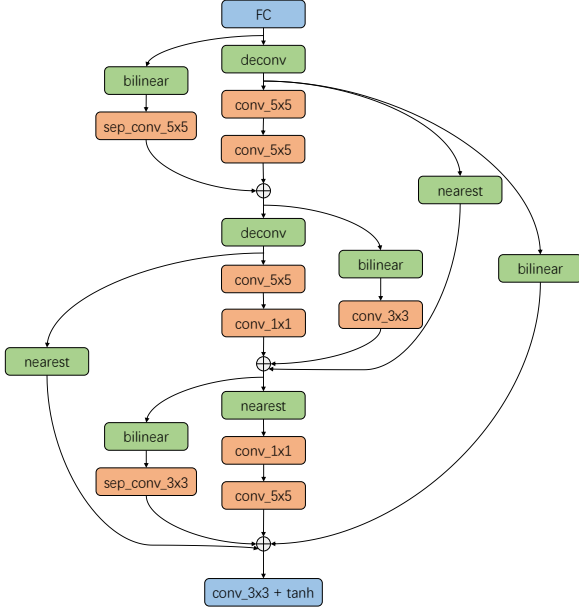 FC
deconv
bilinear
conv_5x5
sep_conv_5x5
conv_5x5
nearest
deconv
bilinear
bilinear
conv_5x5
conv_3x3
conv_1x1
nearest
nearest
bilinear
conv_1x1
sep_conv_3x3
conv_5x5
conv_3x3 + tanh